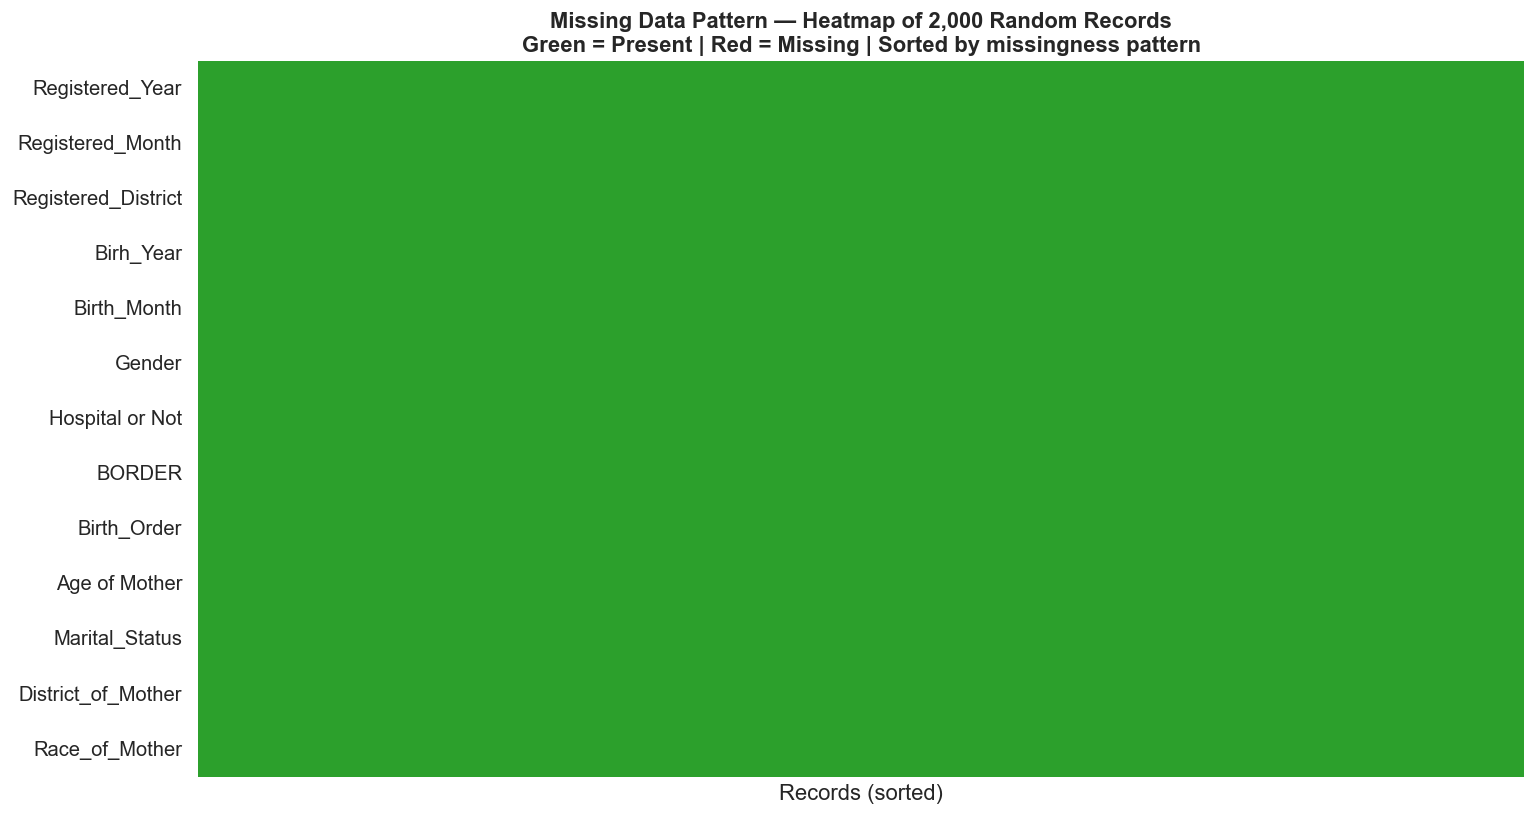 Missing Data Pattern — Heatmap of 2,000 Random Records
Green = Present | Red = Missing | Sorted by missingness pattern
Registered_Year
Registered_Month
Registered_District
Birh_Year
Birth_Month
Gender
Hospital or Not
BORDER
Birth_Order
Age of Mother
Marital_Status
District_of_Mother
Race_of_Mother
Records (sorted)